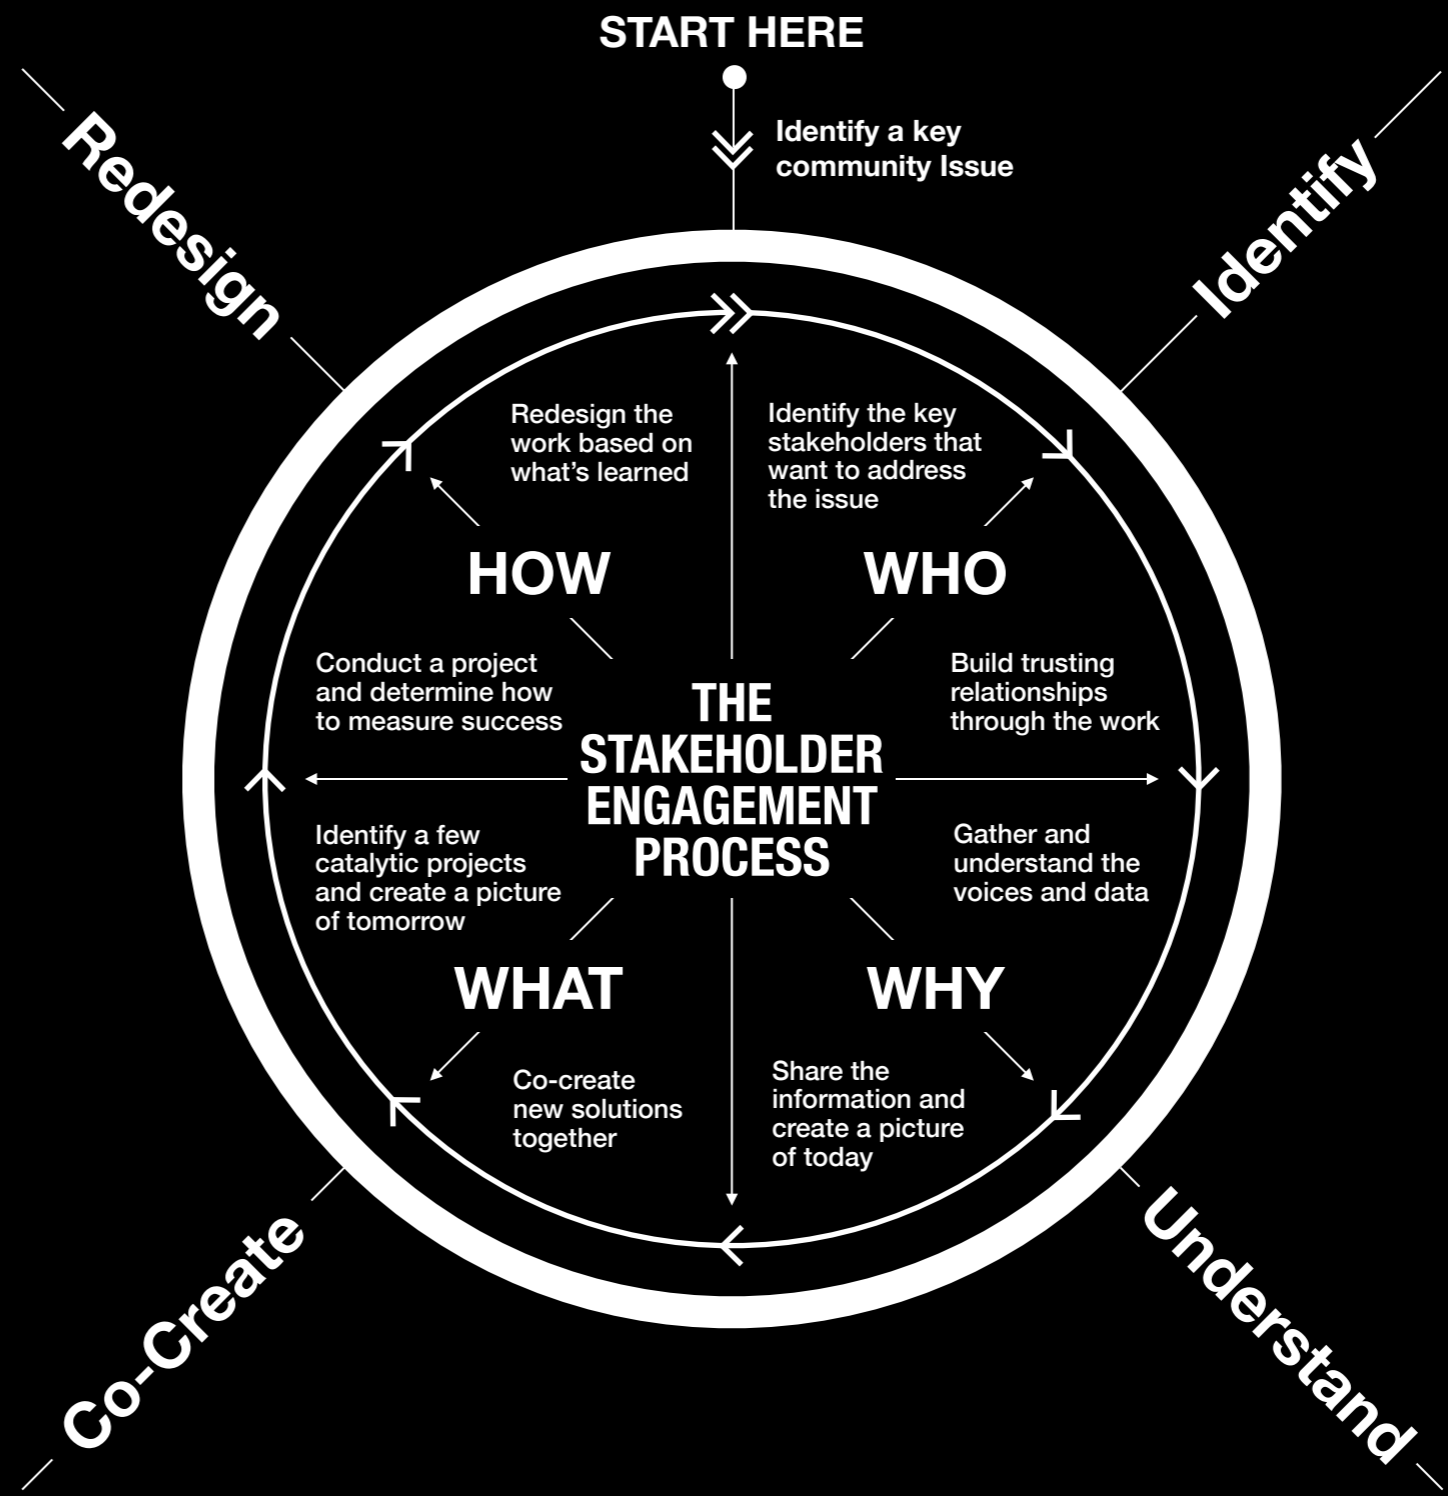 START HERE
Identify a key
community Issue
Redesign
Identify
Redesign the
work based on
what’s learned
Identify the key
stakeholders that
want to address
the issue
HOW
WHO
Conduct a project
and determine how
to measure success
Build trusting
relationships
through the work
THE
STAKEHOLDER
ENGAGEMENT
PROCESS
Identify a few
catalytic projects
and create a picture
of tomorrow
Gather and
understand the
voices and data
WHAT
WHY
Co-create
new solutions
together
Share the
information and
create a picture
of today
Co-Create
Understand